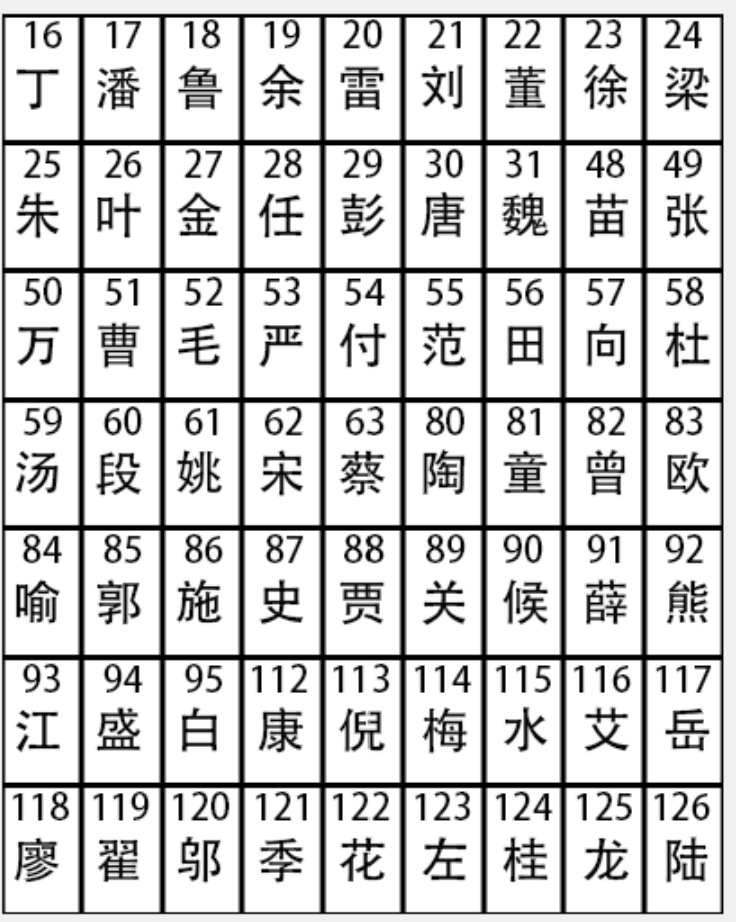 16 17 18 19 20 21 22 23 24
丁 潘 鲁 余 雷 刘 董 徐 梁
25 26 27 28 29 30 31 48 49
朱 叶 金 任 彭 唐 魏 苗 张
50 51 52 53 54 55 56 57 58
万 曹 毛 严 付 范 田 向 杜
59 60 61 62 63 80 81 82 83
汤 段 姚 宋 蔡 陶 童 曾 欧
84 85 86 87 88 89 90 91 92
喻 郭 施 史 贾 关 候 薛 熊
93 94 95 112 113 114 115 116 117
江 盛 白 康 倪 梅 水 艾 岳
118 119 120 121 122 123 124 125 126
廖 翟 邬 季 花 左 桂 龙 陆